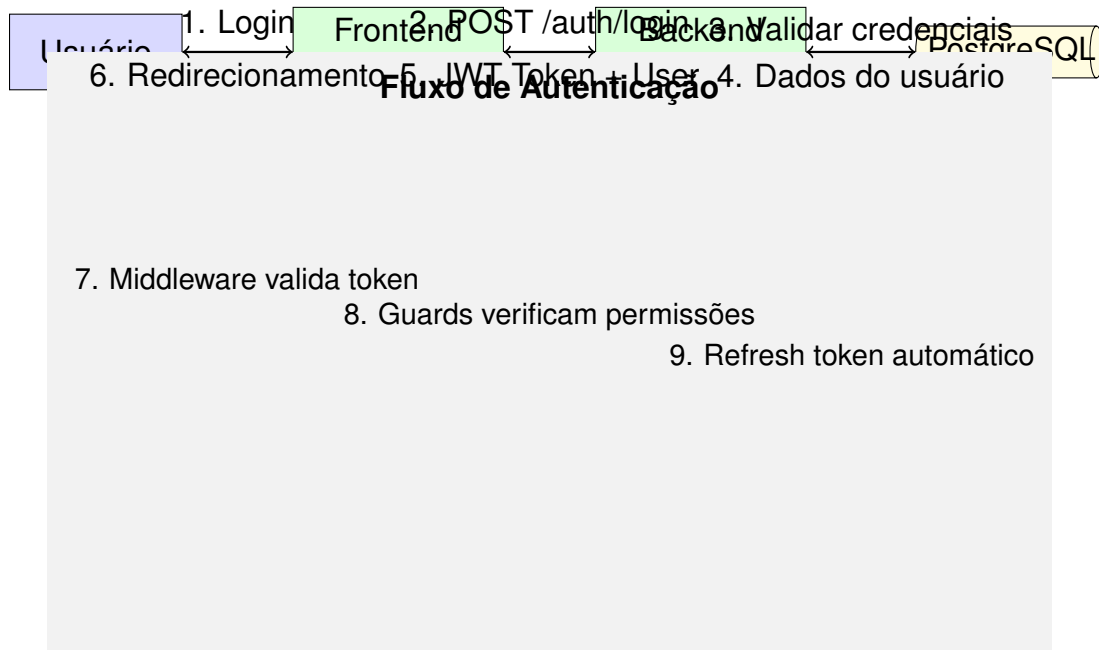 Usuário
1. Login
Frontend
2. POST /auth/login
Backend
3. Validar credenciais
PostgreSQL
6. Redirecionamento
5. JWT Token + User
4. Dados do usuário
Fluxo de Autenticação
7. Middleware valida token
8. Guards verificam permissões
9. Refresh token automático